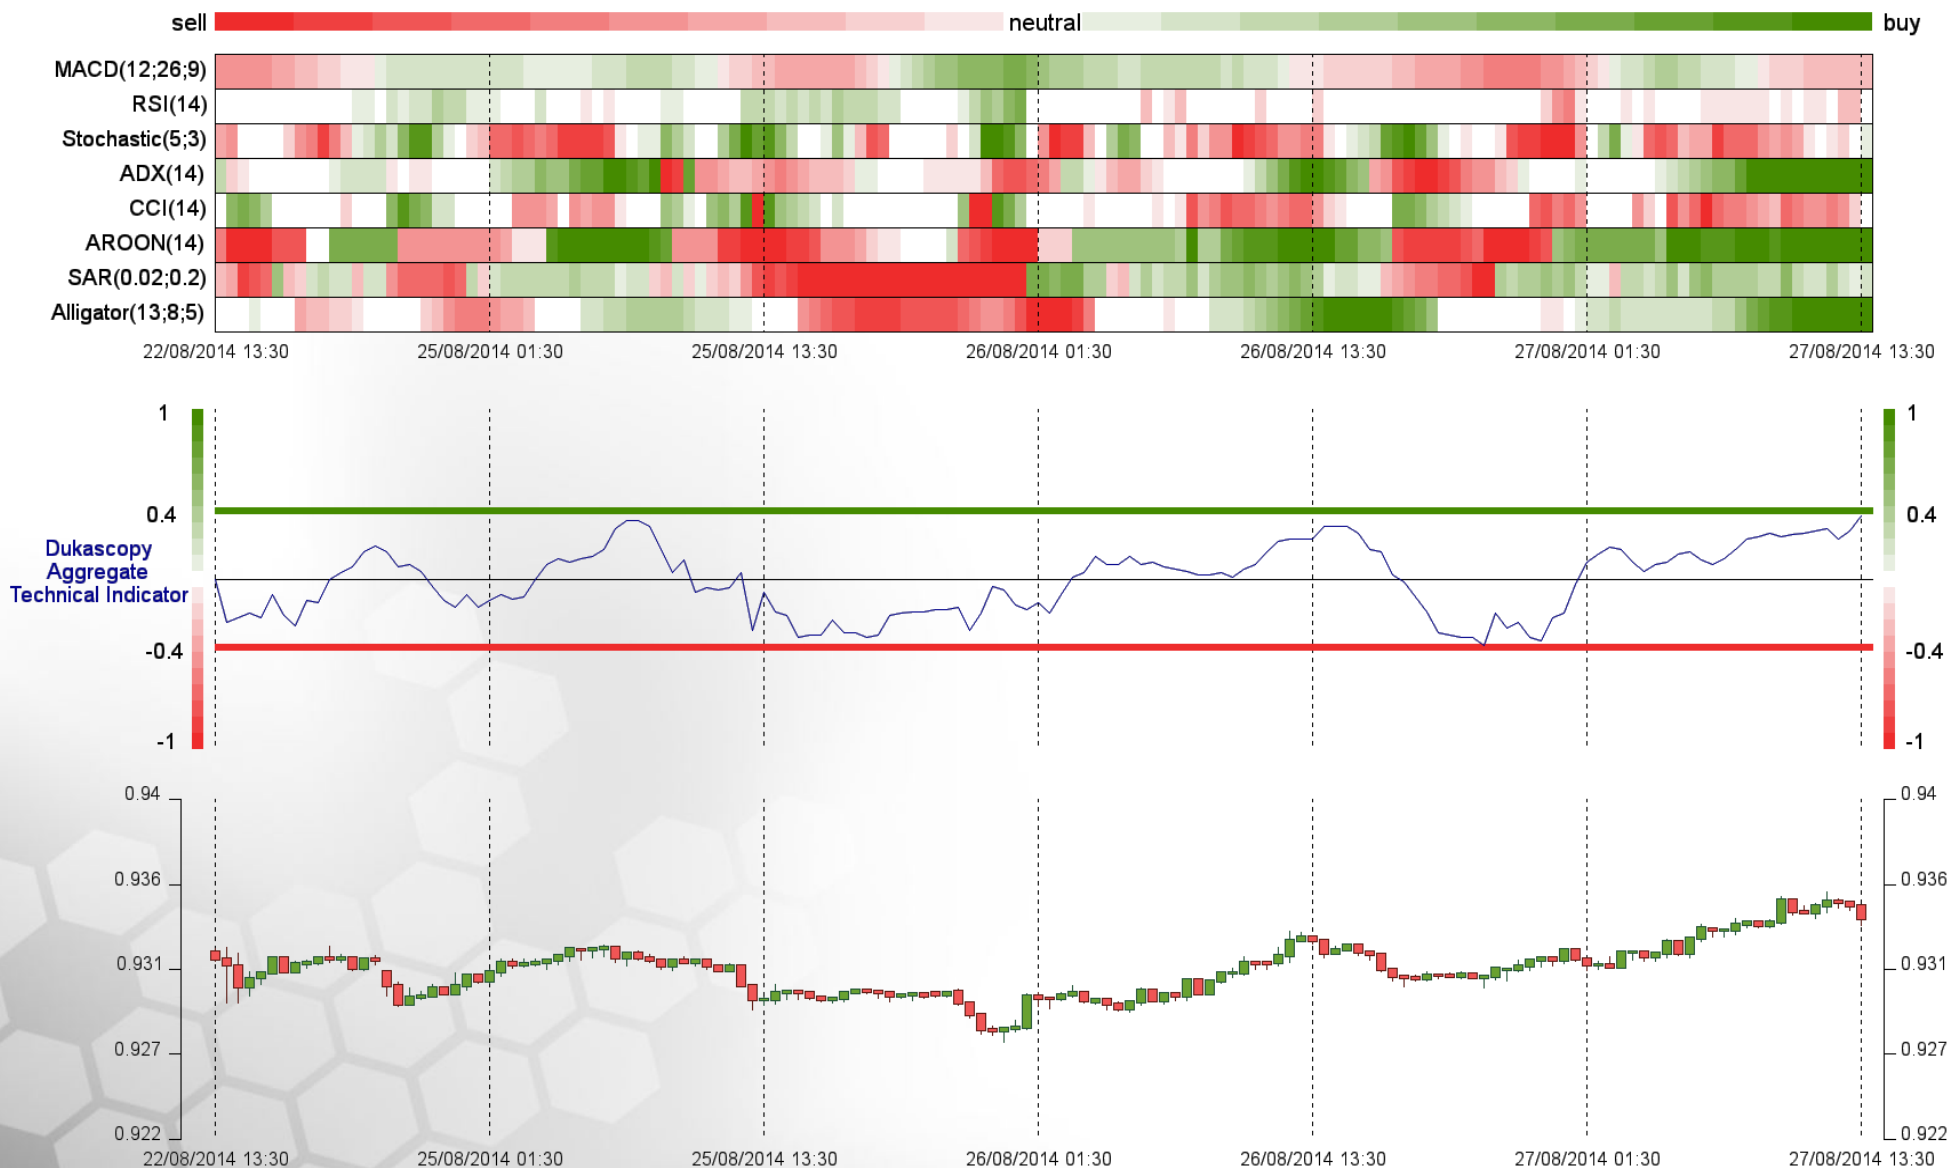 sell neutral buy
MACD(12;26;9)
RSI(14)
Stochastic(5;3)
ADX(14)
CCI(14)
AROON(14)
SAR(0.02;0.2)
Alligator(13;8;5)
22/08/2014 13:30 25/08/2014 01:30 25/08/2014 13:30 26/08/2014 01:30 26/08/2014 13:30 27/08/2014 01:30 27/08/2014 13:30
1 1
0.4 0.4
Dukascopy
Aggregate
Technical Indicator
-0.4 -0.4
-1 -1
0.94 0.94
0.936 0.936
0.931 0.931
0.927 0.927
0.922 0.922
22/08/2014 13:30 25/08/2014 01:30 25/08/2014 13:30 26/08/2014 01:30 26/08/2014 13:30 27/08/2014 01:30 27/08/2014 13:30